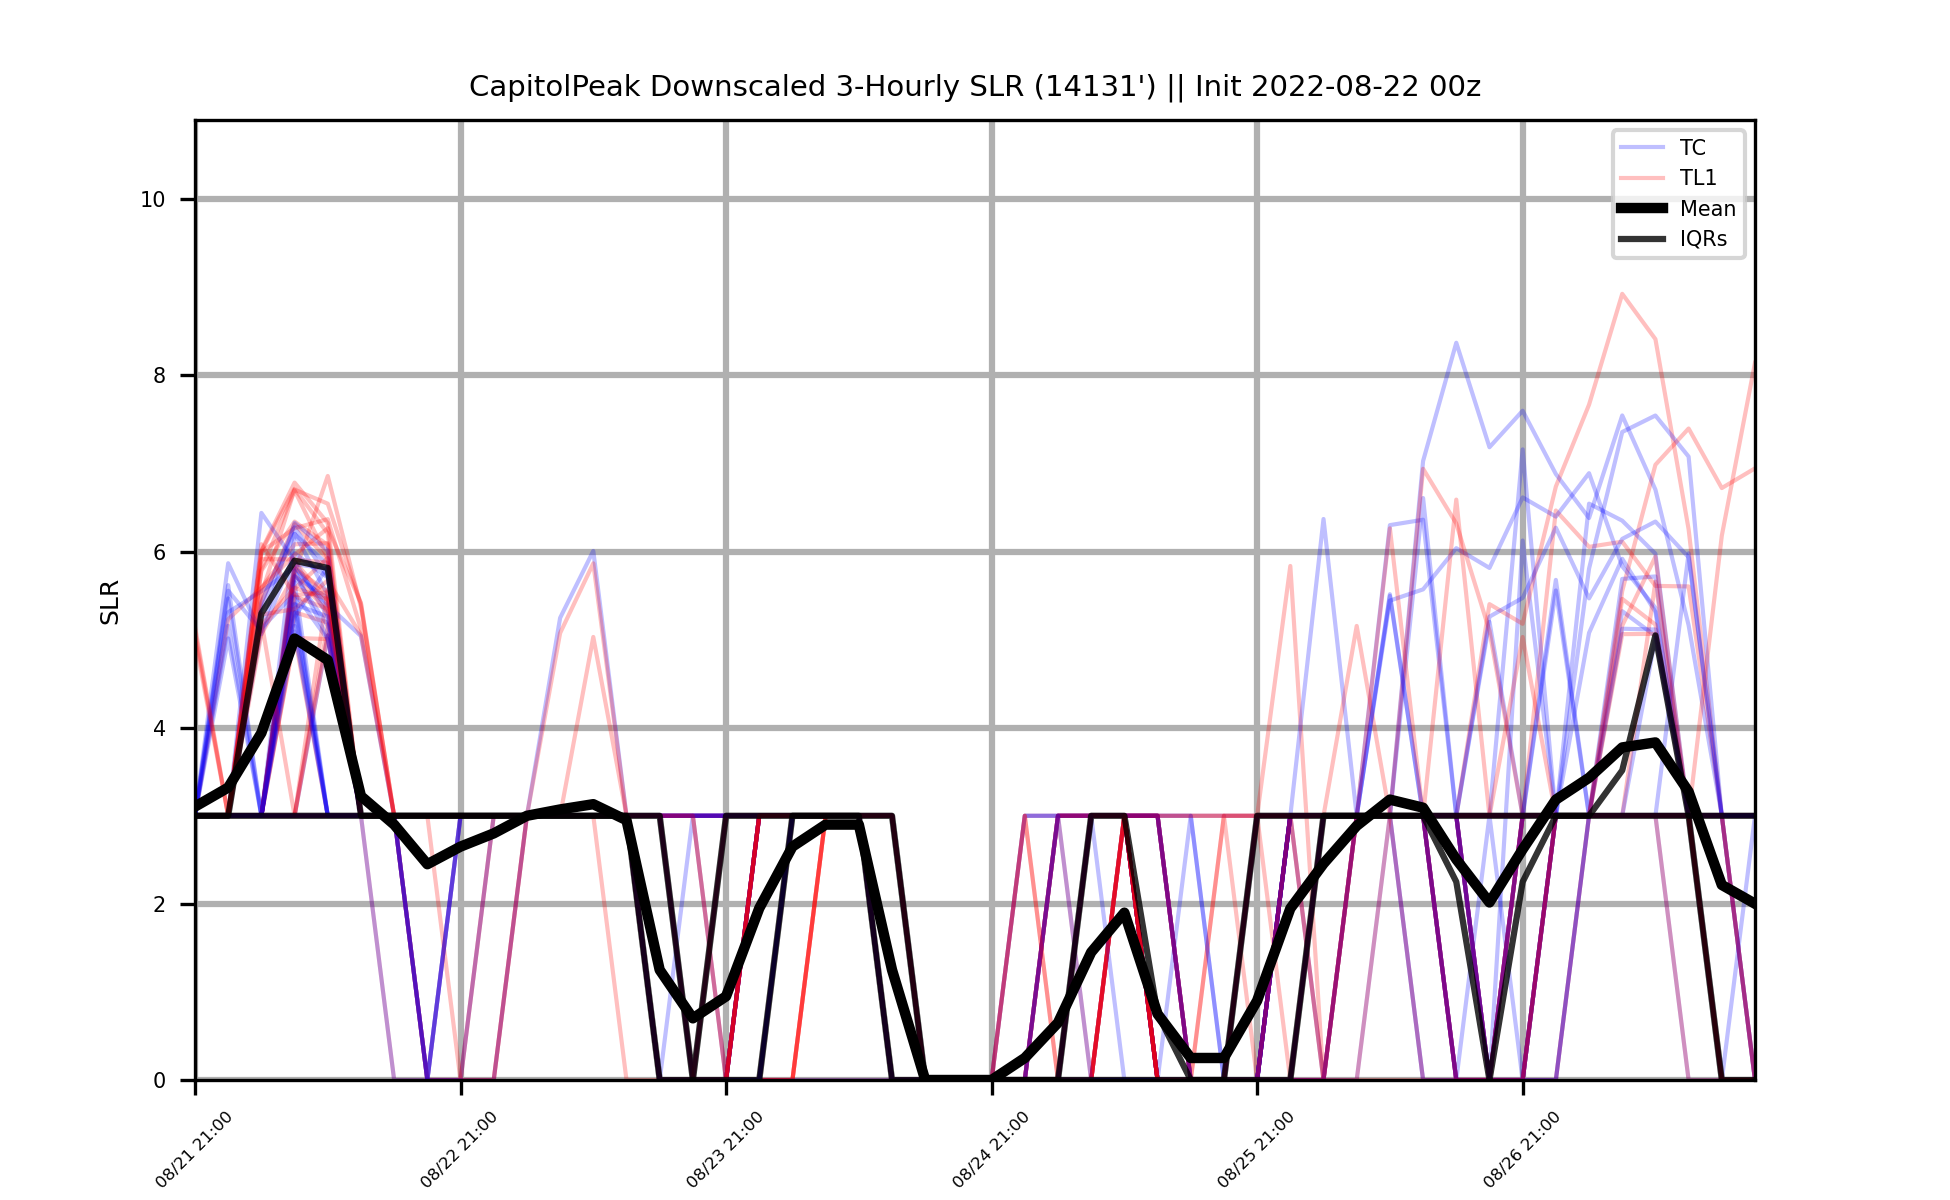 CapitolPeak Downscaled 3-Hourly SLR (14131') || Init 2022-08-22 00z
TC
TL1
Mean
IQRs
SLR
10
8
6
4
2
0
08/21 21:00
08/22 21:00
08/23 21:00
08/24 21:00
08/25 21:00
08/26 21:00